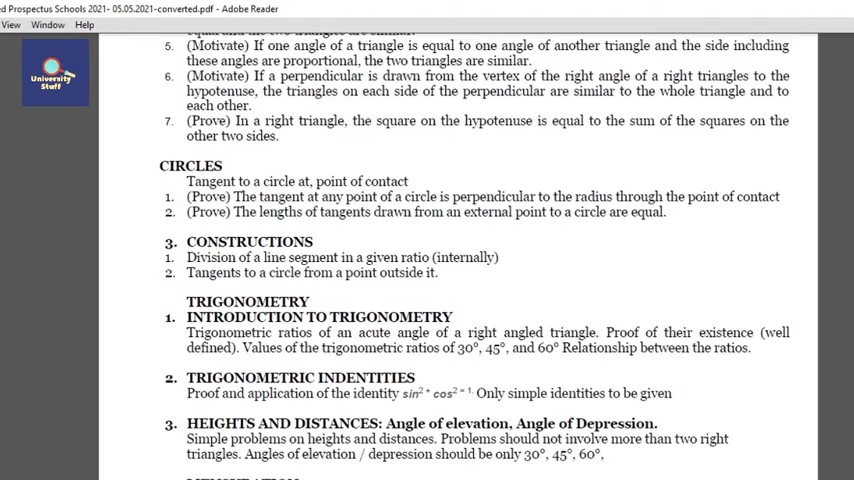 ed Prospectus Schools 2021- 05.05.2021-converted.pdf - Adobe Reader
View Window Help
University
Stuff
equal and the two triangles are similar.
5. (Motivate) If one angle of a triangle is equal to one angle of another triangle and the side including
these angles are proportional, the two triangles are similar.
6. (Motivate) If a perpendicular is drawn from the vertex of the right angle of a right triangles to the
hypotenuse, the triangles on each side of the perpendicular are similar to the whole triangle and to
each other.
7. (Prove) In a right triangle, the square on the hypotenuse is equal to the sum of the squares on the
other two sides.
CIRCLES
Tangent to a circle at, point of contact
1. (Prove) The tangent at any point of a circle is perpendicular to the radius through the point of contact
2. (Prove) The lengths of tangents drawn from an external point to a circle are equal.
3. CONSTRUCTIONS
1. Division of a line segment in a given ratio (internally)
2. Tangents to a circle from a point outside it.
TRIGONOMETRY
1. INTRODUCTION TO TRIGONOMETRY
Trigonometric ratios of an acute angle of a right angled triangle. Proof of their existence (well
defined). Values of the trigonometric ratios of 30°, 45°, and 60° Relationship between the ratios.
2. TRIGONOMETRIC INDENTITIES
Proof and application of the identity sin² ⁺ cos² ⁼ ¹· Only simple identities to be given
3. HEIGHTS AND DISTANCES: Angle of elevation, Angle of Depression.
Simple problems on heights and distances. Problems should not involve more than two right
triangles. Angles of elevation / depression should be only 30°, 45°, 60°,
MENSURATION